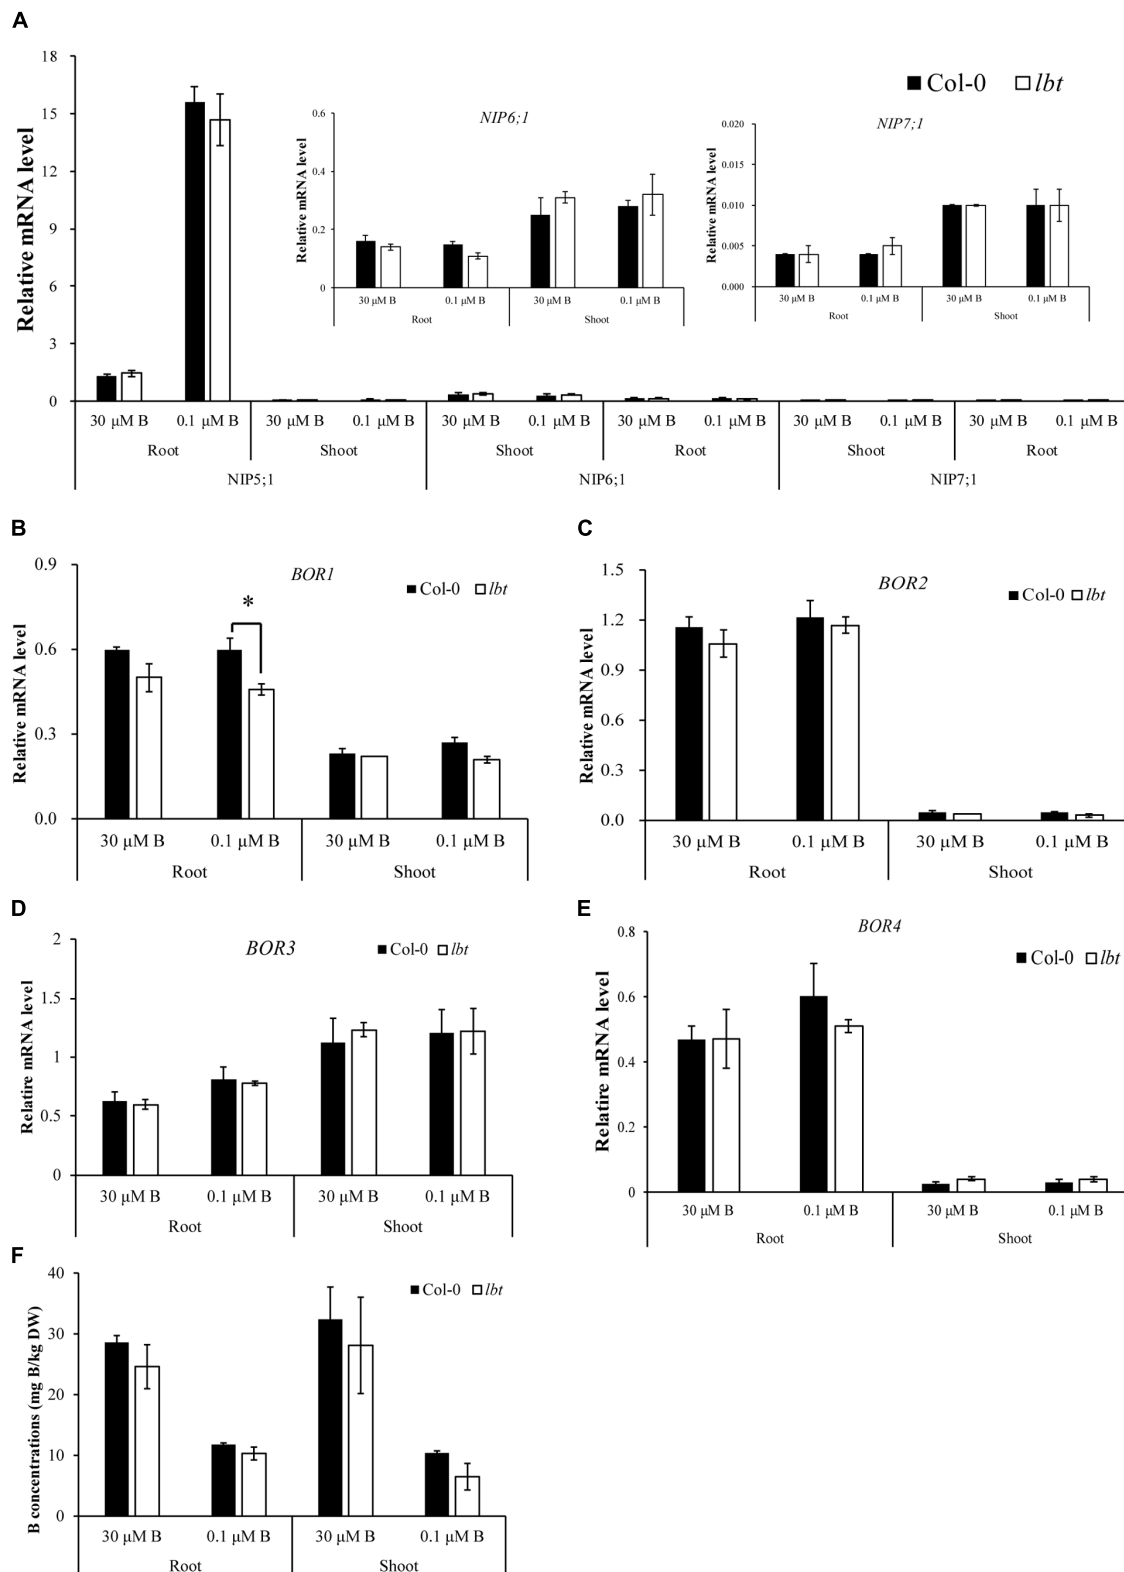 A
Relative mRNA level
18
15
12
9
6
3
0
Col-0 lbt
NIP6;1
Relative mRNA level
0.6
0.4
0.2
0
30 μM B 0.1 μM B 30 μM B 0.1 μM B
Root Shoot
NIP7;1
Relative mRNA level
0.020
0.015
0.010
0.005
0.000
30 μM B 0.1 μM B 30 μM B 0.1 μM B
Root Shoot
30 μM B 0.1 μM B 30 μM B 0.1 μM B 30 μM B 0.1 μM B 30 μM B 0.1 μM B 30 μM B 0.1 μM B 30 μM B 0.1 μM B
Root Shoot Shoot Root Shoot Root
NIP5;1 NIP6;1 NIP7;1
B
BOR1
Col-0 lbt
*
Relative mRNA level
0.9
0.6
0.3
0.0
30 μM B 0.1 μM B 30 μM B 0.1 μM B
Root Shoot
C
BOR2
Col-0 lbt
Relative mRNA level
1.5
1.2
0.9
0.6
0.3
0.0
30 μM B 0.1 μM B 30 μM B 0.1 μM B
Root Shoot
D
BOR3
Col-0 lbt
Relatire mRNA level
2
1.5
1
0.5
0
30 μM B 0.1 μM B 30 μM B 0.1 μM B
Root Shoot
E
BOR4
Col-0 lbt
Relatire mRNA level
0.8
0.6
0.4
0.2
0
30 μM B 0.1 μM B 30 μM B 0.1 μM B
Root Shoot
F
Col-0 lbt
B concentrations (mg B/kg DW)
40
30
20
10
0
30 μM B 0.1 μM B 30 μM B 0.1 μM B
Root Shoot